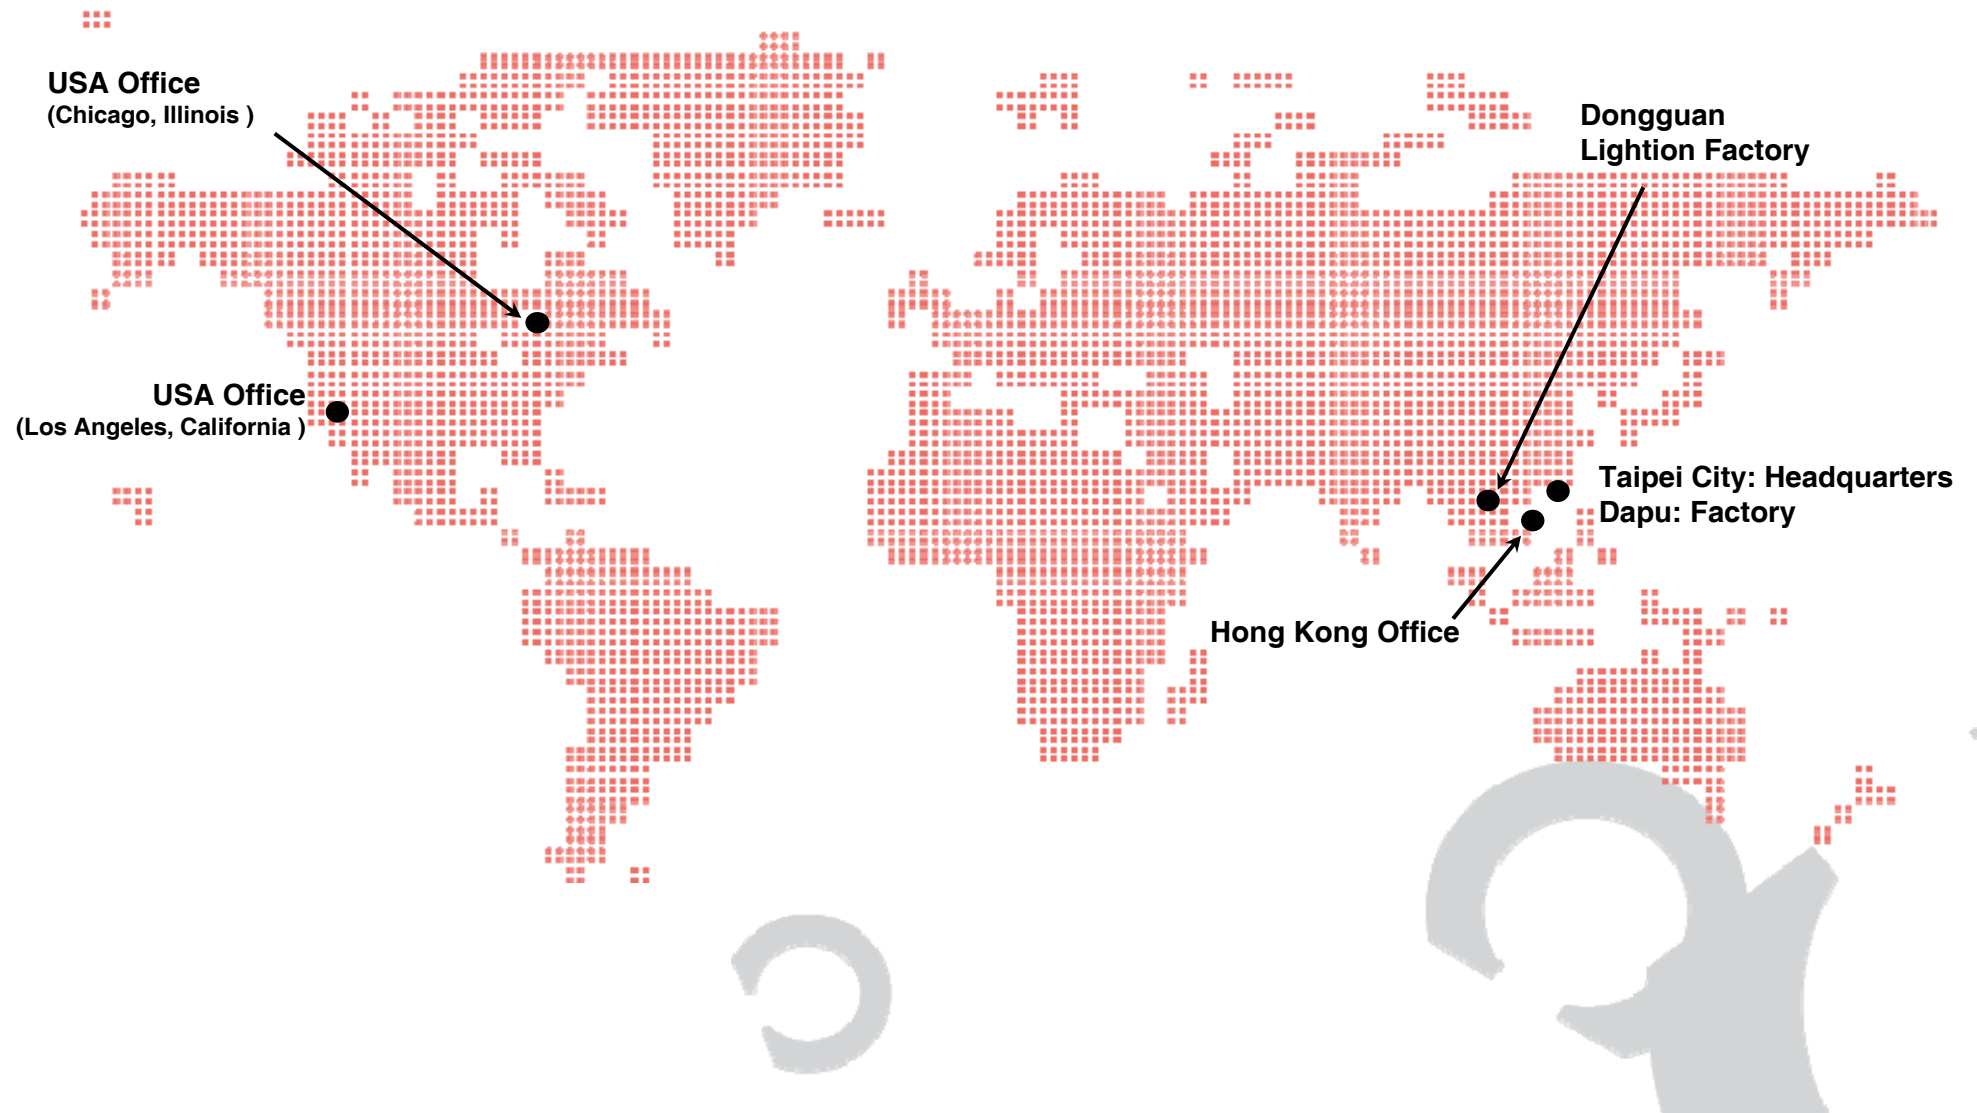 USA Office
(Chicago, Illinois )
Dongguan
Lightion Factory
USA Office
(Los Angeles, California )
Taipei City: Headquarters
Dapu: Factory
Hong Kong Office